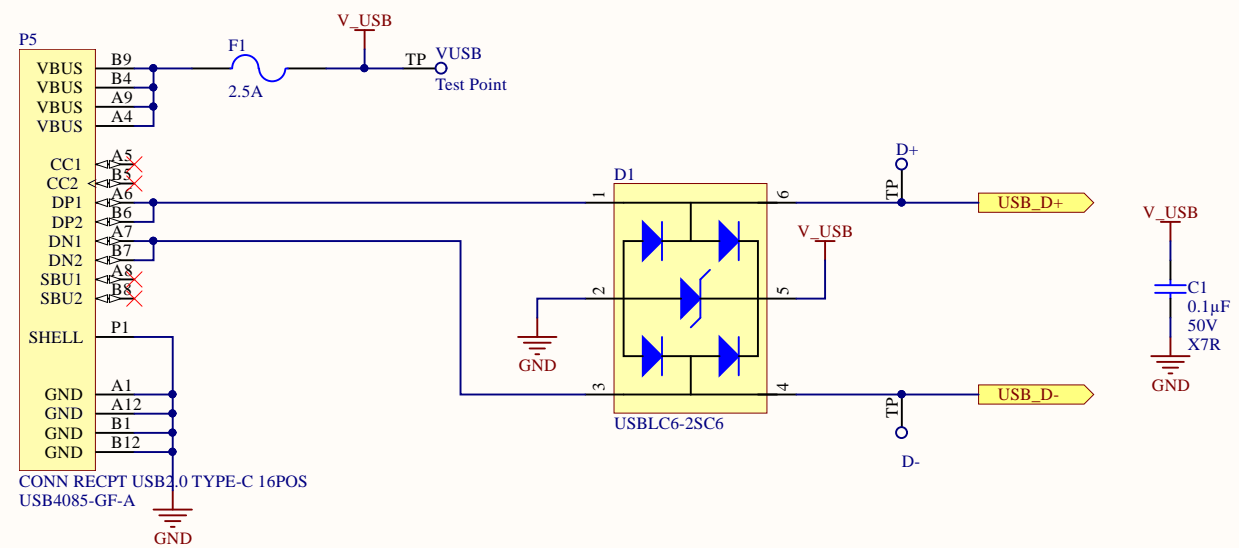 P5
VBUS B9
VBUS B4
VBUS A9
VBUS A4
CC1 A5
CC2 B5
DP1 A6
DP2 B6
DN1 A7
DN2 B7
SBU1 A8
SBU2 B8
SHELL P1
GND A1
GND A12
GND B1
GND B12
CONN RECPT USB2.0 TYPE-C 16POS
USB4085-GF-A
GND
F1
2.5A
V_USB
TP
VUSB
Test Point
D1
1
2
3
6
5
4
USBLC6-2SC6
GND
V_USB
D+
TP
USB_D+
TP
D-
USB_D-
V_USB
C1
0.1µF
50V
X7R
GND